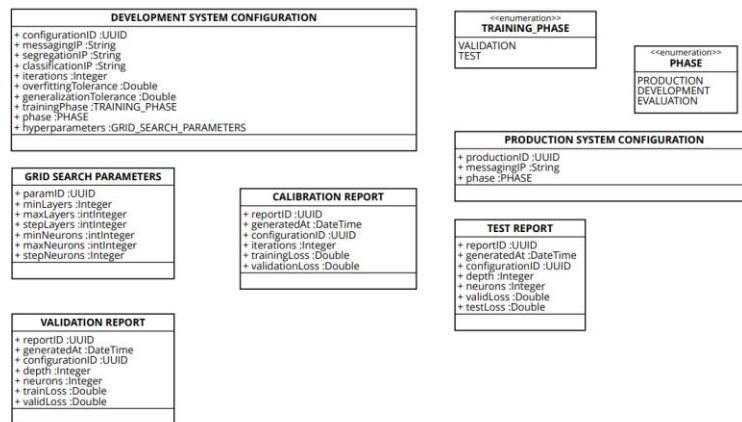 DEVELOPMENT SYSTEM CONFIGURATION
+ configurationID :UUID
+ messagingIP :String
+ segregationIP :String
+ classificationIP :String
+ iterations :Integer
+ overfittingTolerance :Double
+ generalizationTolerance :Double
+ trainingPhase :TRAINING_PHASE
+ phase :PHASE
+ hyperparameters :GRID_SEARCH_PARAMETERS
<<enumeration>>
TRAINING_PHASE
VALIDATION
TEST
<<enumeration>>
PHASE
PRODUCTION
DEVELOPMENT
EVALUATION
PRODUCTION SYSTEM CONFIGURATION
+ productionID :UUID
+ messagingIP :String
+ phase :PHASE
GRID SEARCH PARAMETERS
+ paramID :UUID
+ minLayers :Integer
+ maxLayers :intInteger
+ stepLayers :intInteger
+ minNeurons :intInteger
+ maxNeurons :intInteger
+ stepNeurons :Integer
CALIBRATION REPORT
+ reportID :UUID
+ generatedAt :DateTime
+ configurationID :UUID
+ iterations :Integer
+ trainingLoss :Double
+ validationLoss :Double
TEST REPORT
+ reportID :UUID
+ generatedAt :DateTime
+ configurationID :UUID
+ depth :Integer
+ neurons :Integer
+ validLoss :Double
+ testLoss :Double
VALIDATION REPORT
+ reportID :UUID
+ generatedAt :DateTime
+ configurationID :UUID
+ depth :Integer
+ neurons :Integer
+ trainLoss :Double
+ validLoss :Double